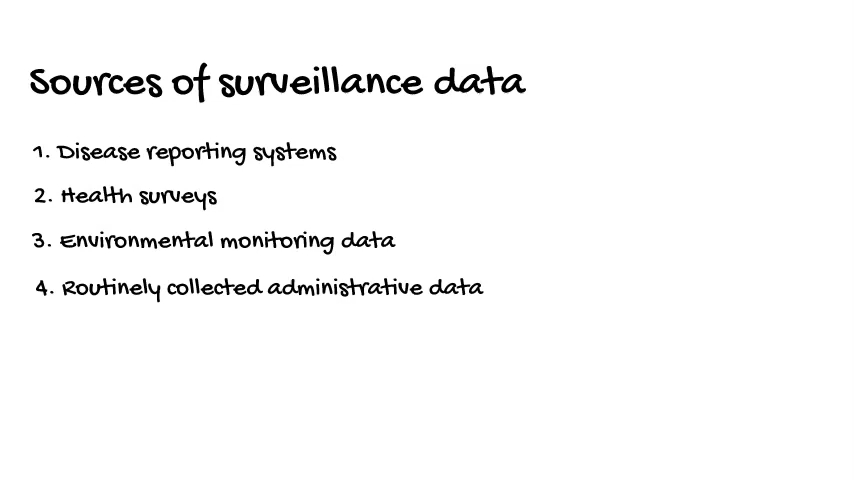 Sources of surveillance data
1. Disease reporting systems
2. Health surveys
3. Environmental monitoring data
4. Routinely collected administrative data